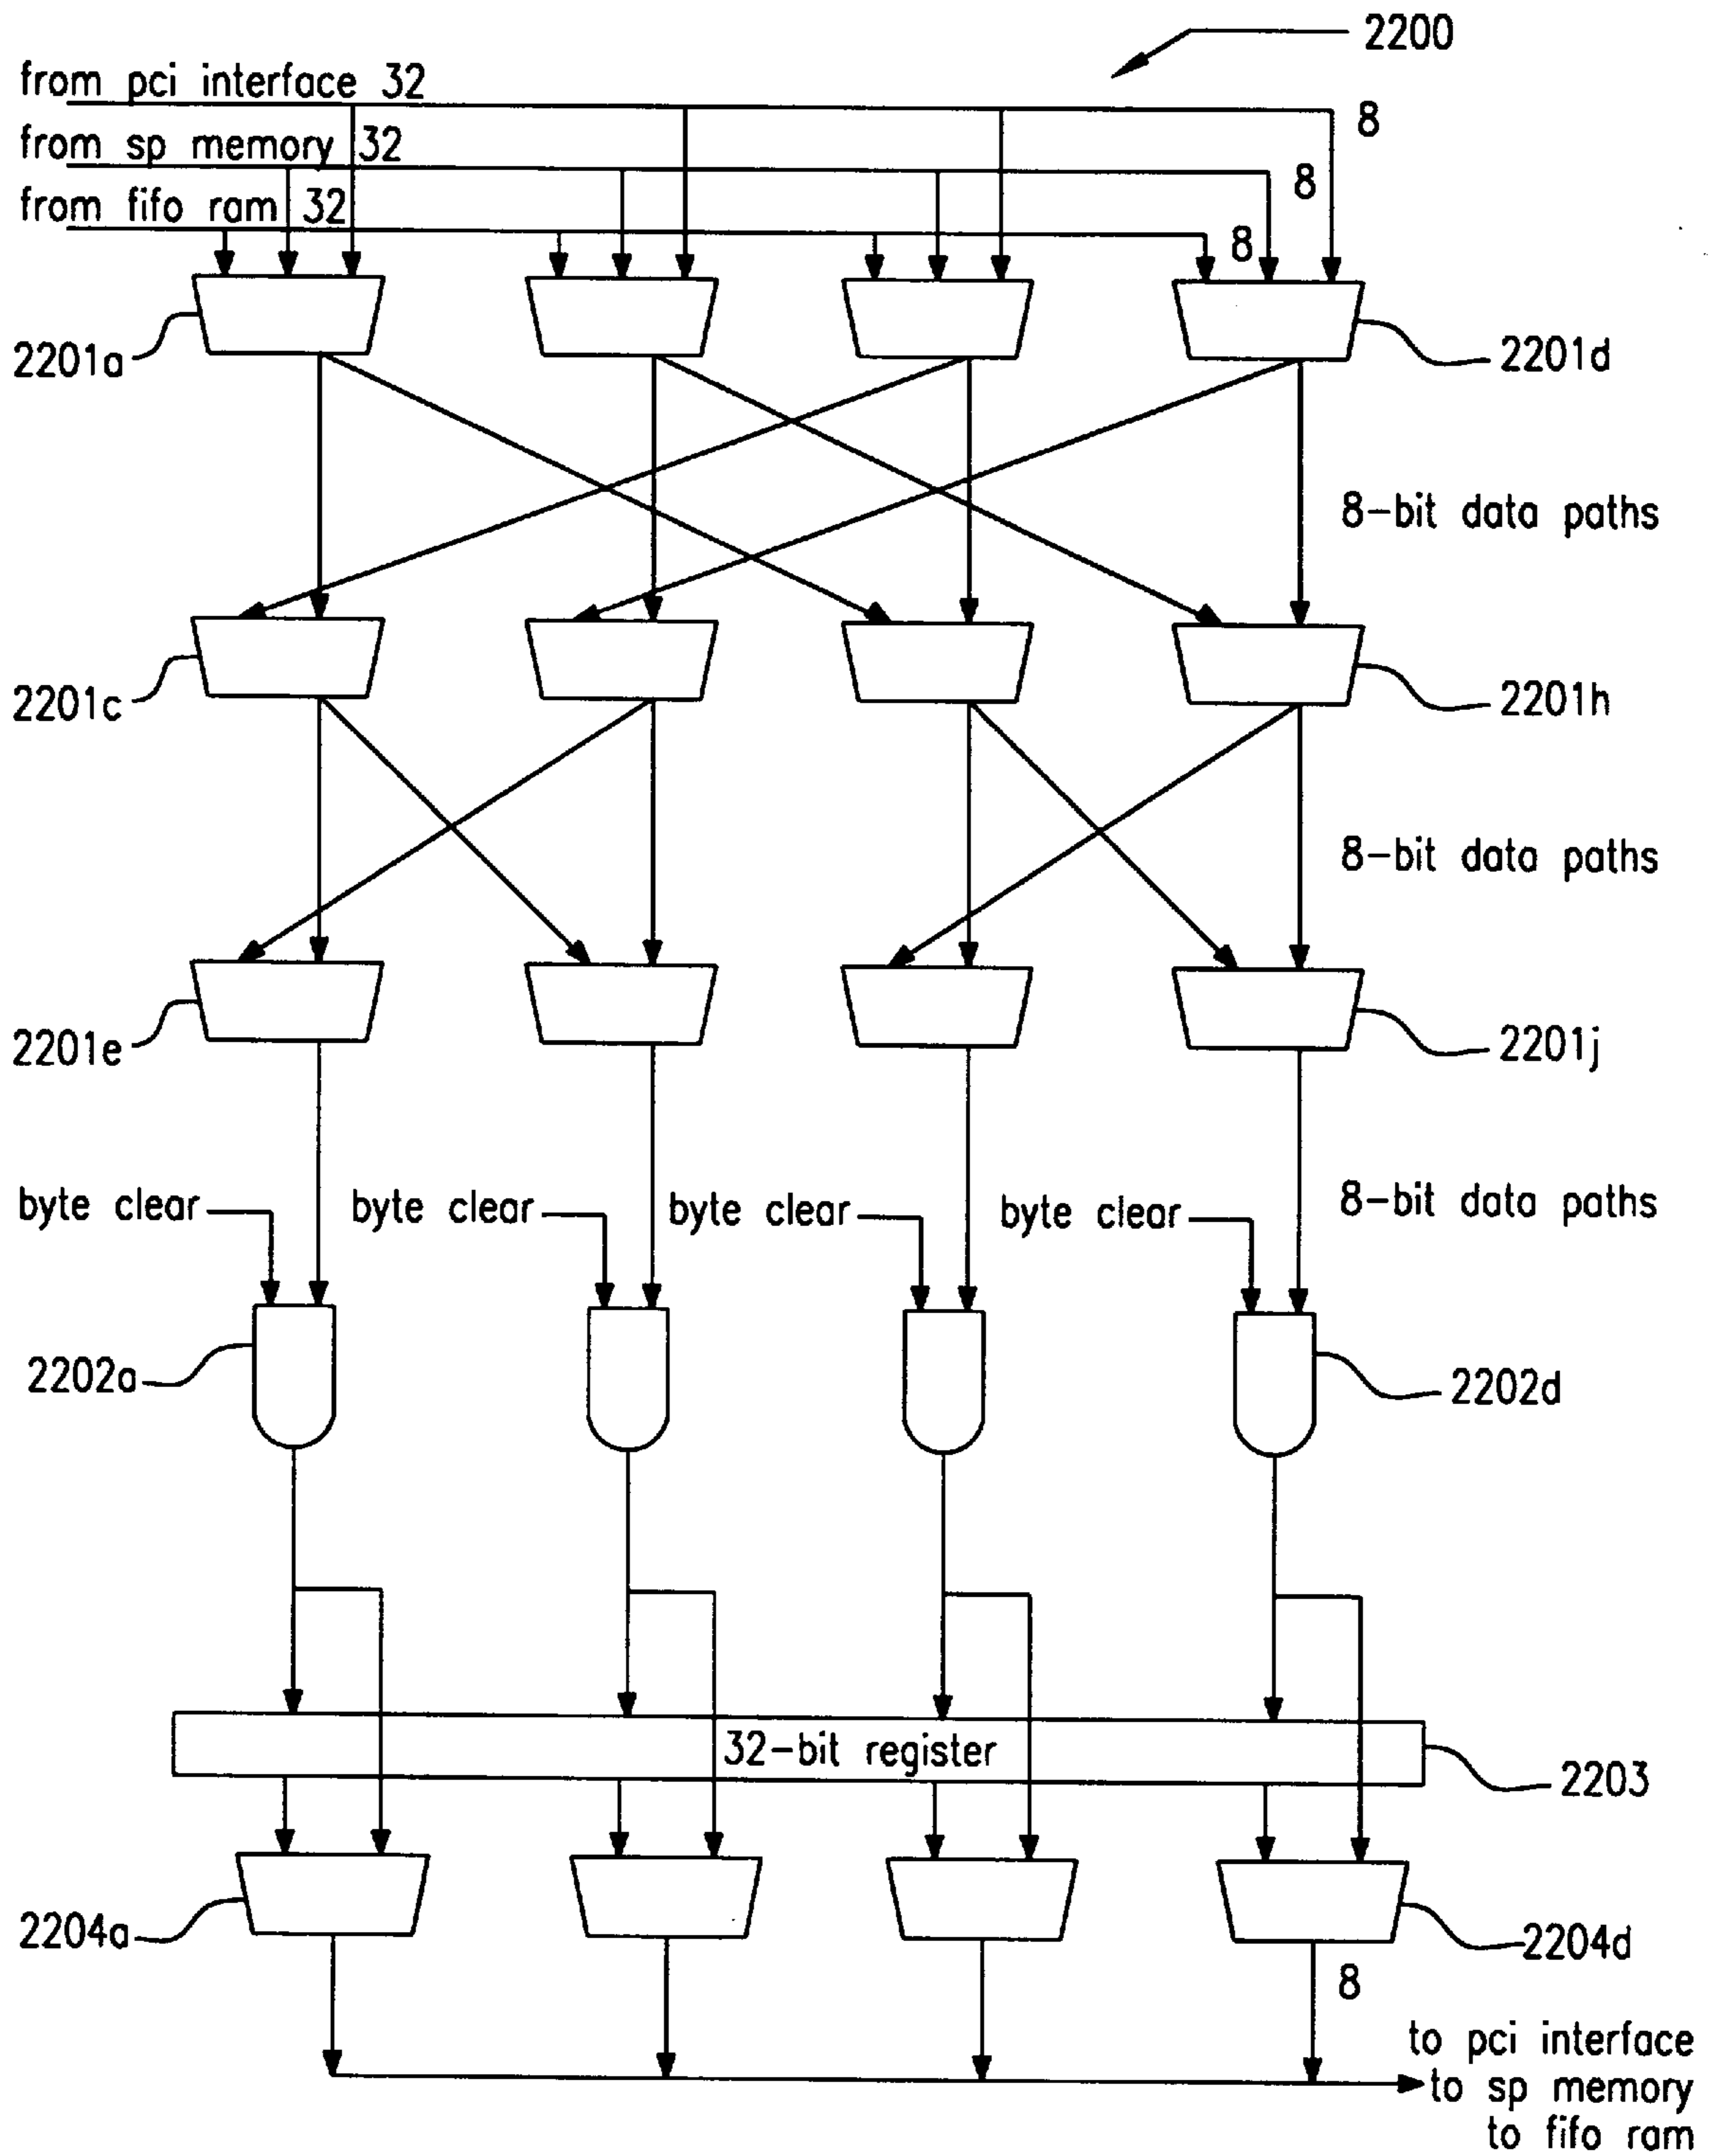 2200
from pci interface 32
8
from sp memory 32
8
from fifo ram 32
8
2201a
2201d
8-bit data paths
2201c
2201h
8-bit data paths
2201e
2201j
byte clear
byte clear
byte clear
byte clear
8-bit data paths
2202a
2202d
32-bit register
2203
2204a
2204d
8
to pci interface
to sp memory
to fifo ram